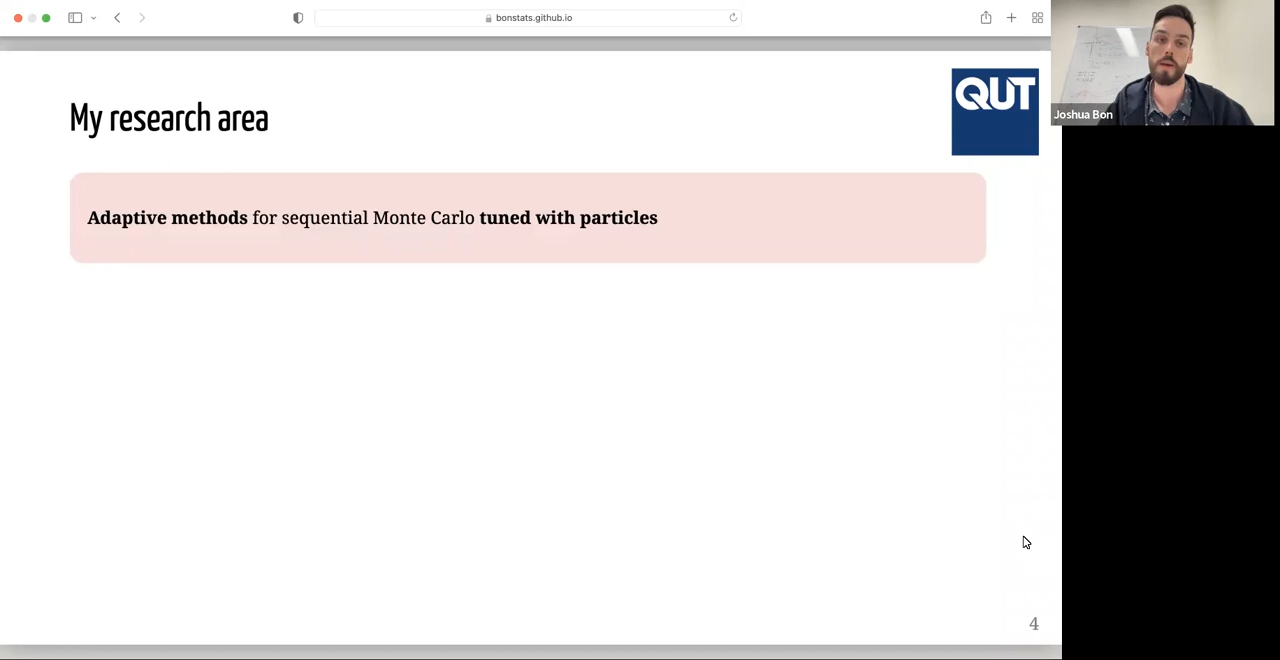 bonstats.github.io
My research area
QUT
Joshua Bon
Adaptive methods for sequential Monte Carlo tuned with particles
4